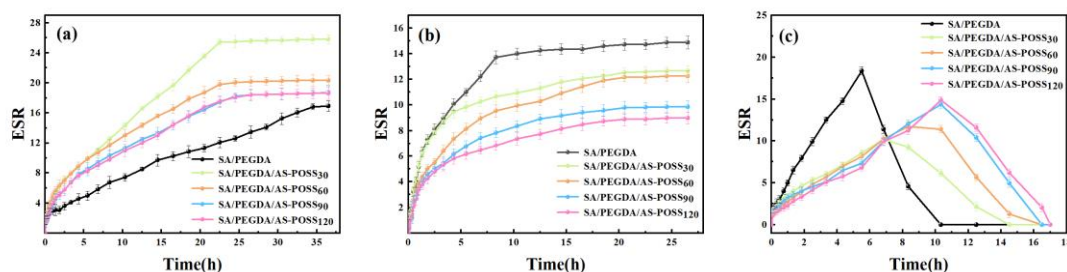 (a)
ESR
28
24
20
16
12
8
4
SA/PEGDA
SA/PEGDA/AS-POSS30
SA/PEGDA/AS-POSS60
SA/PEGDA/AS-POSS90
SA/PEGDA/AS-POSS120
0 5 10 15 20 25 30 35
Time(h)
(b)
ESR
16
14
12
10
8
6
4
2
SA/PEGDA
SA/PEGDA/AS-POSS30
SA/PEGDA/AS-POSS60
SA/PEGDA/AS-POSS90
SA/PEGDA/AS-POSS120
0 5 10 15 20 25
Time(h)
(c)
ESR
25
20
15
10
5
0
SA/PEGDA
SA/PEGDA/AS-POSS30
SA/PEGDA/AS-POSS60
SA/PEGDA/AS-POSS90
SA/PEGDA/AS-POSS120
0 2 4 6 8 10 12 14 16 18
Time(h)